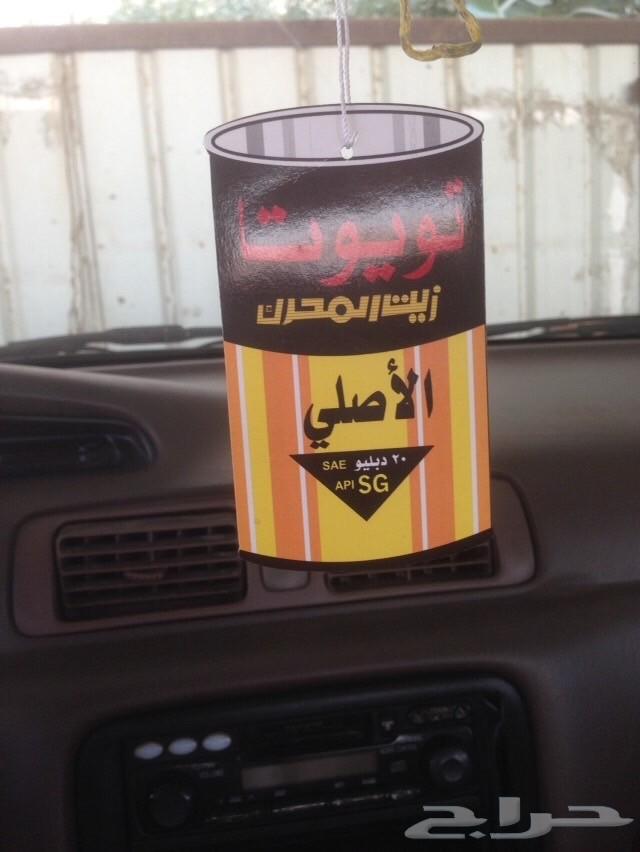 تويوتا
زيت المحرك
الأصلي
SAE ٢٠ دبليو
API SG
حراج